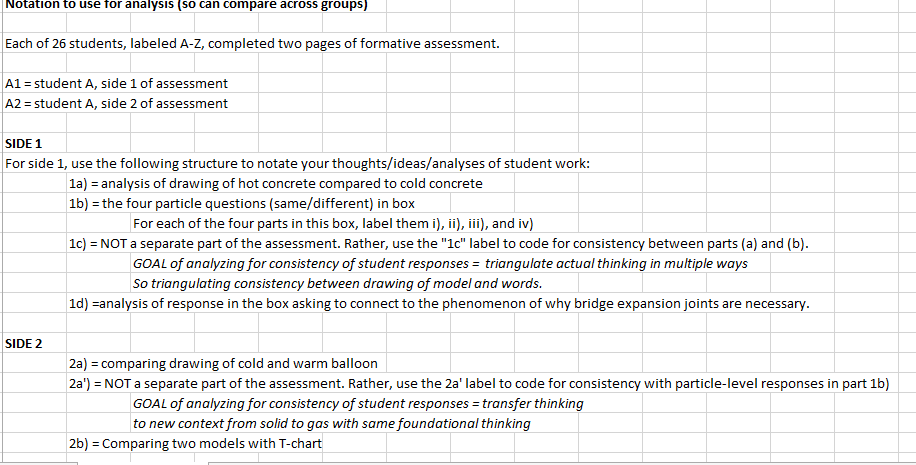 Notation to use for analysis (so can compare across groups)
Each of 26 students, labeled A-Z, completed two pages of formative assessment.
A1 = student A, side 1 of assessment
A2 = student A, side 2 of assessment
SIDE 1
For side 1, use the following structure to notate your thoughts/ideas/analyses of student work:
1a) = analysis of drawing of hot concrete compared to cold concrete
1b) = the four particle questions (same/different) in box
For each of the four parts in this box, label them i), ii), iii), and iv)
1c) = NOT a separate part of the assessment. Rather, use the "1c" label to code for consistency between parts (a) and (b).
GOAL of analyzing for consistency of student responses = triangulate actual thinking in multiple ways
So triangulating consistency between drawing of model and words.
1d) =analysis of response in the box asking to connect to the phenomenon of why bridge expansion joints are necessary.
SIDE 2
2a) = comparing drawing of cold and warm balloon
2a') = NOT a separate part of the assessment. Rather, use the 2a' label to code for consistency with particle-level responses in part 1b)
GOAL of analyzing for consistency of student responses = transfer thinking
to new context from solid to gas with same foundational thinking
2b) = Comparing two models with T-chart